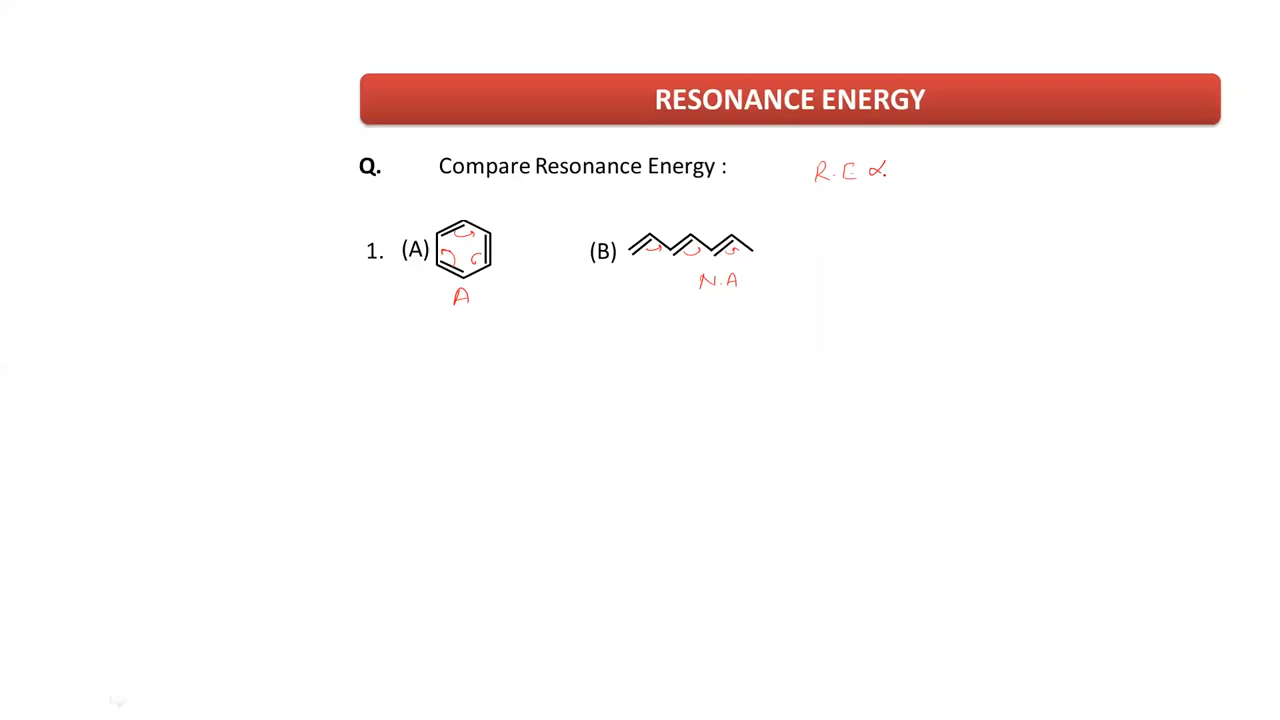 RESONANCE ENERGY
Q. Compare Resonance Energy : R.E α
1. (A) (B)
A N.A